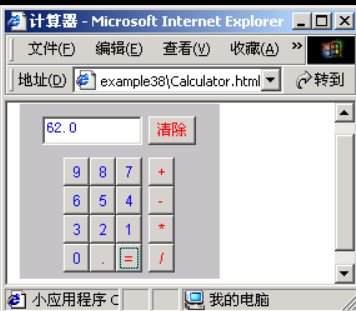 计算器 - Microsoft Internet Explorer
文件(F) 编辑(E) 查看(V) 收藏(A) »
地址(D) example38\Calculator.html 转到
62.0 清除
9 8 7 +
6 5 4 -
3 2 1 *
0 . = /
小应用程序 C 我的电脑